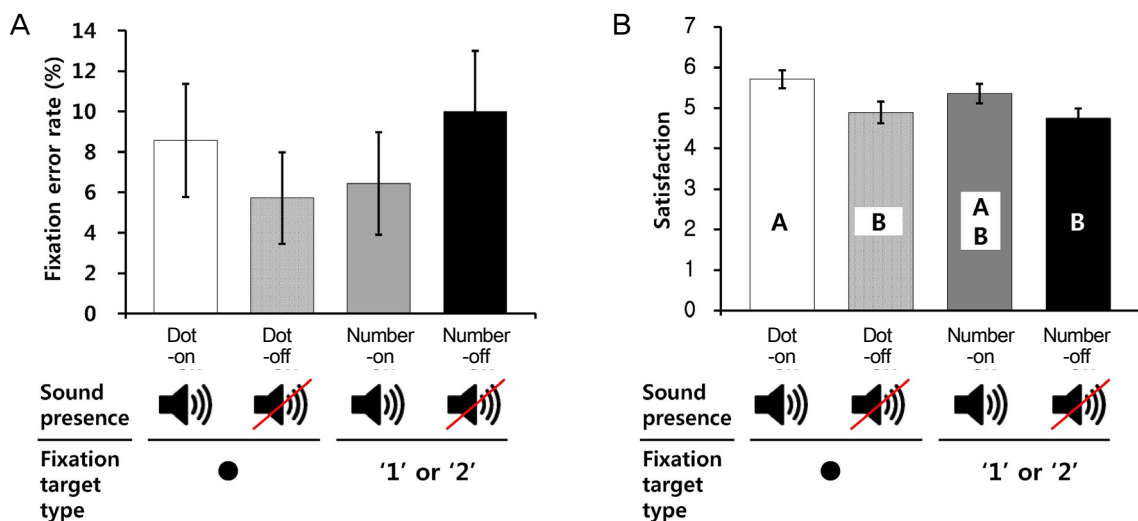 A
Fixation error rate (%)
14
12
10
8
6
4
2
0
Dot
-on
Dot
-off
Number
-on
Number
-off
Sound
presence
Fixation
target
type
‘1’ or ‘2’
B
Satisfaction
7
6
5
4
3
2
1
0
A
B
A
B
B
Dot
-on
Dot
-off
Number
-on
Number
-off
Sound
presence
Fixation
target
type
‘1’ or ‘2’